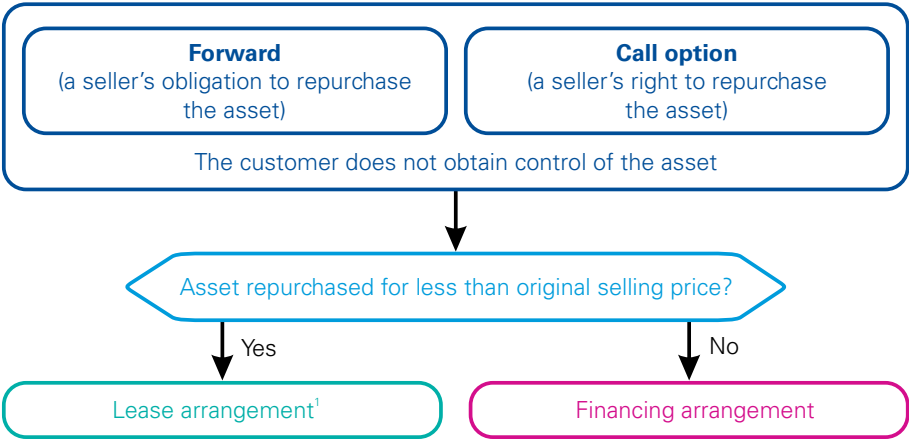 Forward
(a seller’s obligation to repurchase
the asset)
Call option
(a seller’s right to repurchase
the asset)
The customer does not obtain control of the asset
Asset repurchased for less than original selling price?
Yes
No
Lease arrangement¹
Financing arrangement